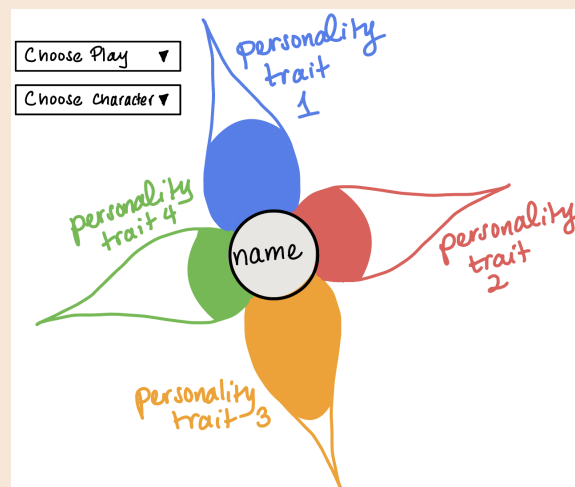 Choose Play ▼
Choose Character ▼
personality
trait
1
personality
trait 4
name
personality
trait
2
personality
trait 3